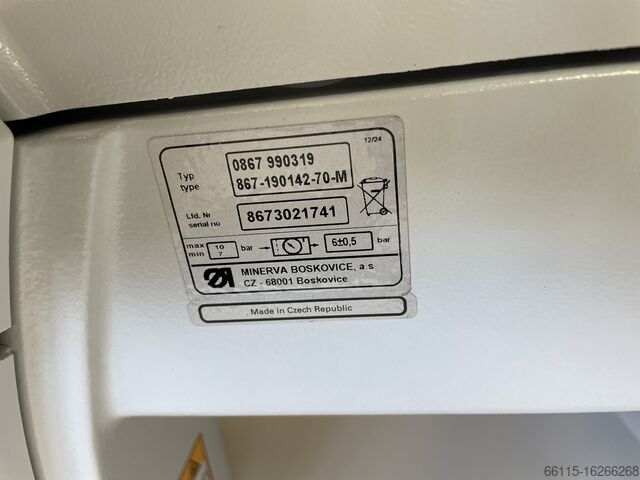 12/24
Typ
type
0867 990319
867-190142-70-M
Lfd. Nr
serial no
8673021741
max
min
10
7
bar
6±0,5
bar
MINERVA BOSKOVICE, a.s
CZ - 68001 Boskovice
Made in Czech Republic
66115-16266268